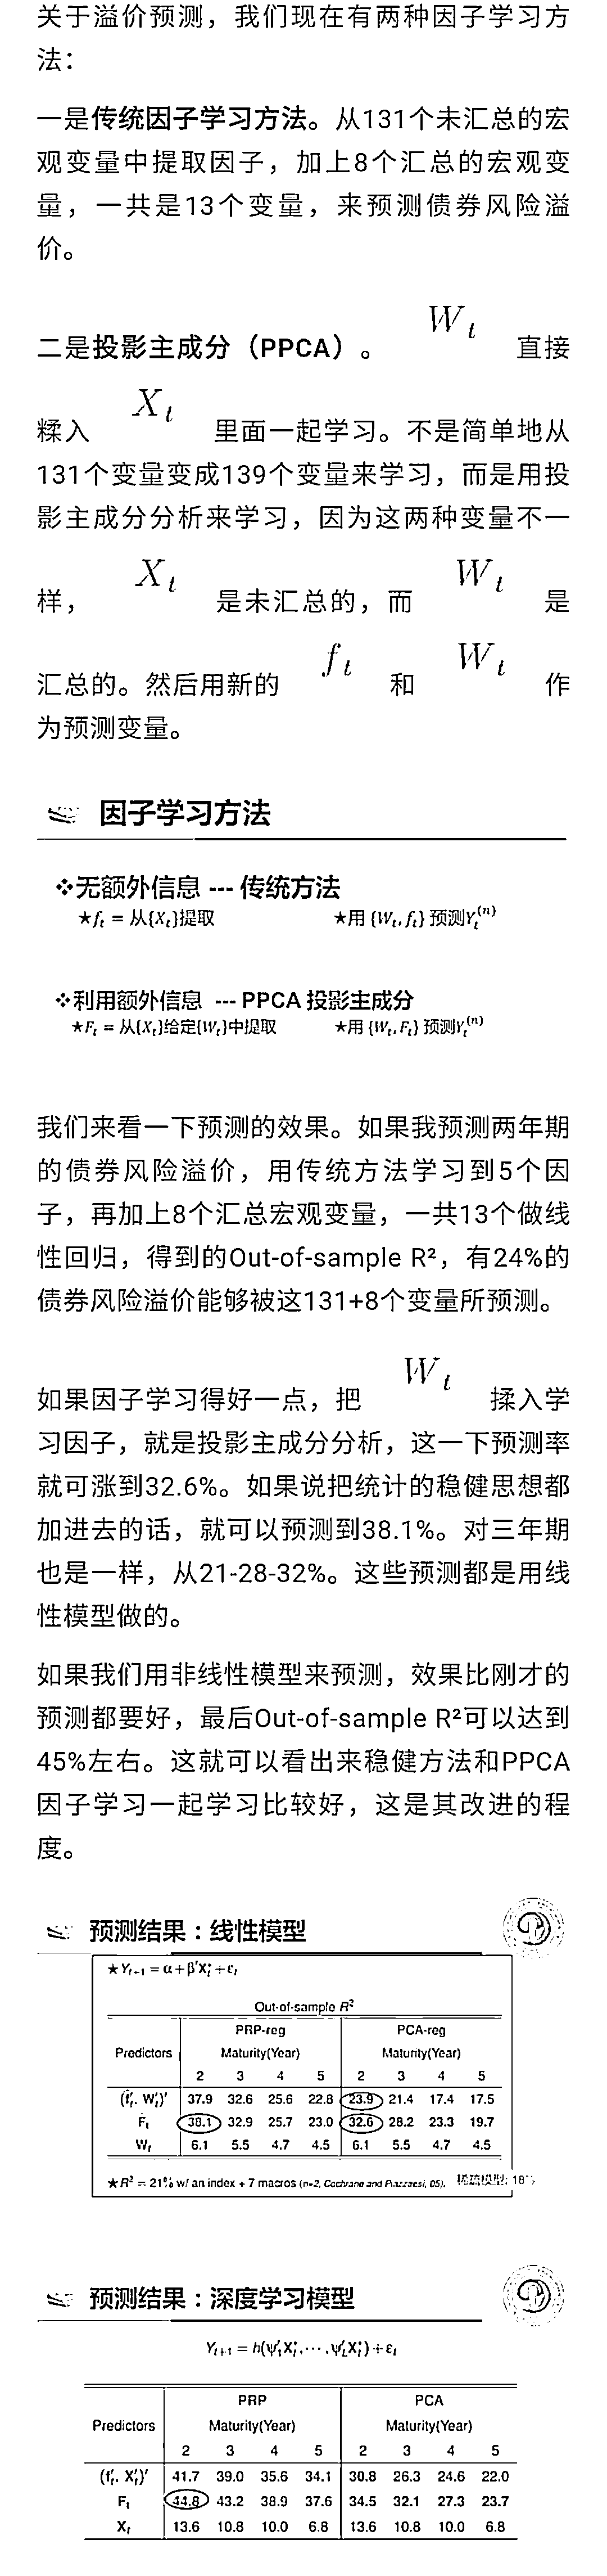 关于溢价预测，我们现在有两种因子学习方
法：
一是传统因子学习方法。从131个未汇总的宏
观变量中提取因子，加上8个汇总的宏观变
量，一共是13个变量，来预测债券风险溢
价。
二是投影主成分（PPCA）。 W_t 直接
糅入 X_t 里面一起学习。不是简单地从
131个变量变成139个变量来学习，而是用投
影主成分分析来学习，因为这两种变量不一
样， X_t 是未汇总的，而 W_t 是
汇总的。然后用新的 f_t 和 W_t 作
为预测变量。
因子学习方法
❖无额外信息 --- 传统方法
★f_t = 从{X_t}提取 ★用 {W_t, f_t} 预测Y_t^(n)
❖利用额外信息 --- PPCA 投影主成分
★F_t = 从{X_t}给定{W_t}中提取 ★用 {W_t, F_t} 预测Y_t^(n)
我们来看一下预测的效果。如果我预测两年期
的债券风险溢价，用传统方法学习到5个因
子，再加上8个汇总宏观变量，一共13个做线
性回归，得到的Out-of-sample R²，有24%的
债券风险溢价能够被这131+8个变量所预测。
如果因子学习得好一点，把 W_t 揉入学
习因子，就是投影主成分分析，这一下预测率
就可涨到32.6%。如果说把统计的稳健思想都
加进去的话，就可以预测到38.1%。对三年期
也是一样，从21-28-32%。这些预测都是用线
性模型做的。
如果我们用非线性模型来预测，效果比刚才的
预测都要好，最后Out-of-sample R²可以达到
45%左右。这就可以看出来稳健方法和PPCA
因子学习一起学习比较好，这是其改进的程
度。
预测结果：线性模型
★Y_{t+1} = α + β′X*_t + ε_t
Out-of-sample R²
PRP-reg PCA-reg
Predictors Maturity(Year) Maturity(Year)
2 3 4 5 2 3 4 5
(f′_t, W′_t)′ 37.9 32.6 25.6 22.8 23.9 21.4 17.4 17.5
F_t 38.1 32.9 25.7 23.0 32.6 28.2 23.3 19.7
W_t 6.1 5.5 4.7 4.5 6.1 5.5 4.7 4.5
★R² = 21% w/ an index + 7 macros (n=2, Cochrane and Piazzesi, 05), 稀疏模型: 18%
预测结果：深度学习模型
Y_{t+1} = h(ψ′_1X*_t, ···, ψ′_LX*_t) + ε_t
PRP PCA
Predictors Maturity(Year) Maturity(Year)
2 3 4 5 2 3 4 5
(f′_t, X′_t)′ 41.7 39.0 35.6 34.1 30.8 26.3 24.6 22.0
F_t 44.8 43.2 38.9 37.6 34.5 32.1 27.3 23.7
X_t 13.6 10.8 10.0 6.8 13.6 10.8 10.0 6.8